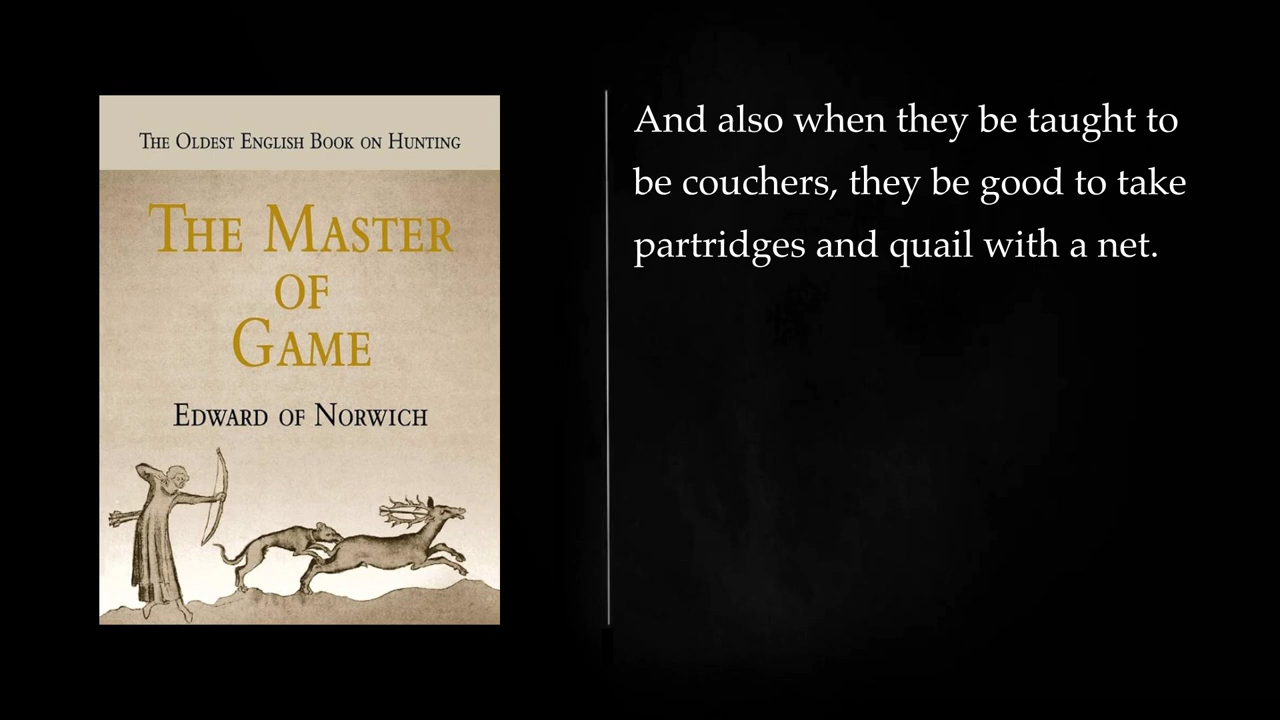 The Oldest English Book on Hunting
The Master
of
Game
Edward of Norwich
And also when they be taught to
be couchers, they be good to take
partridges and quail with a net.